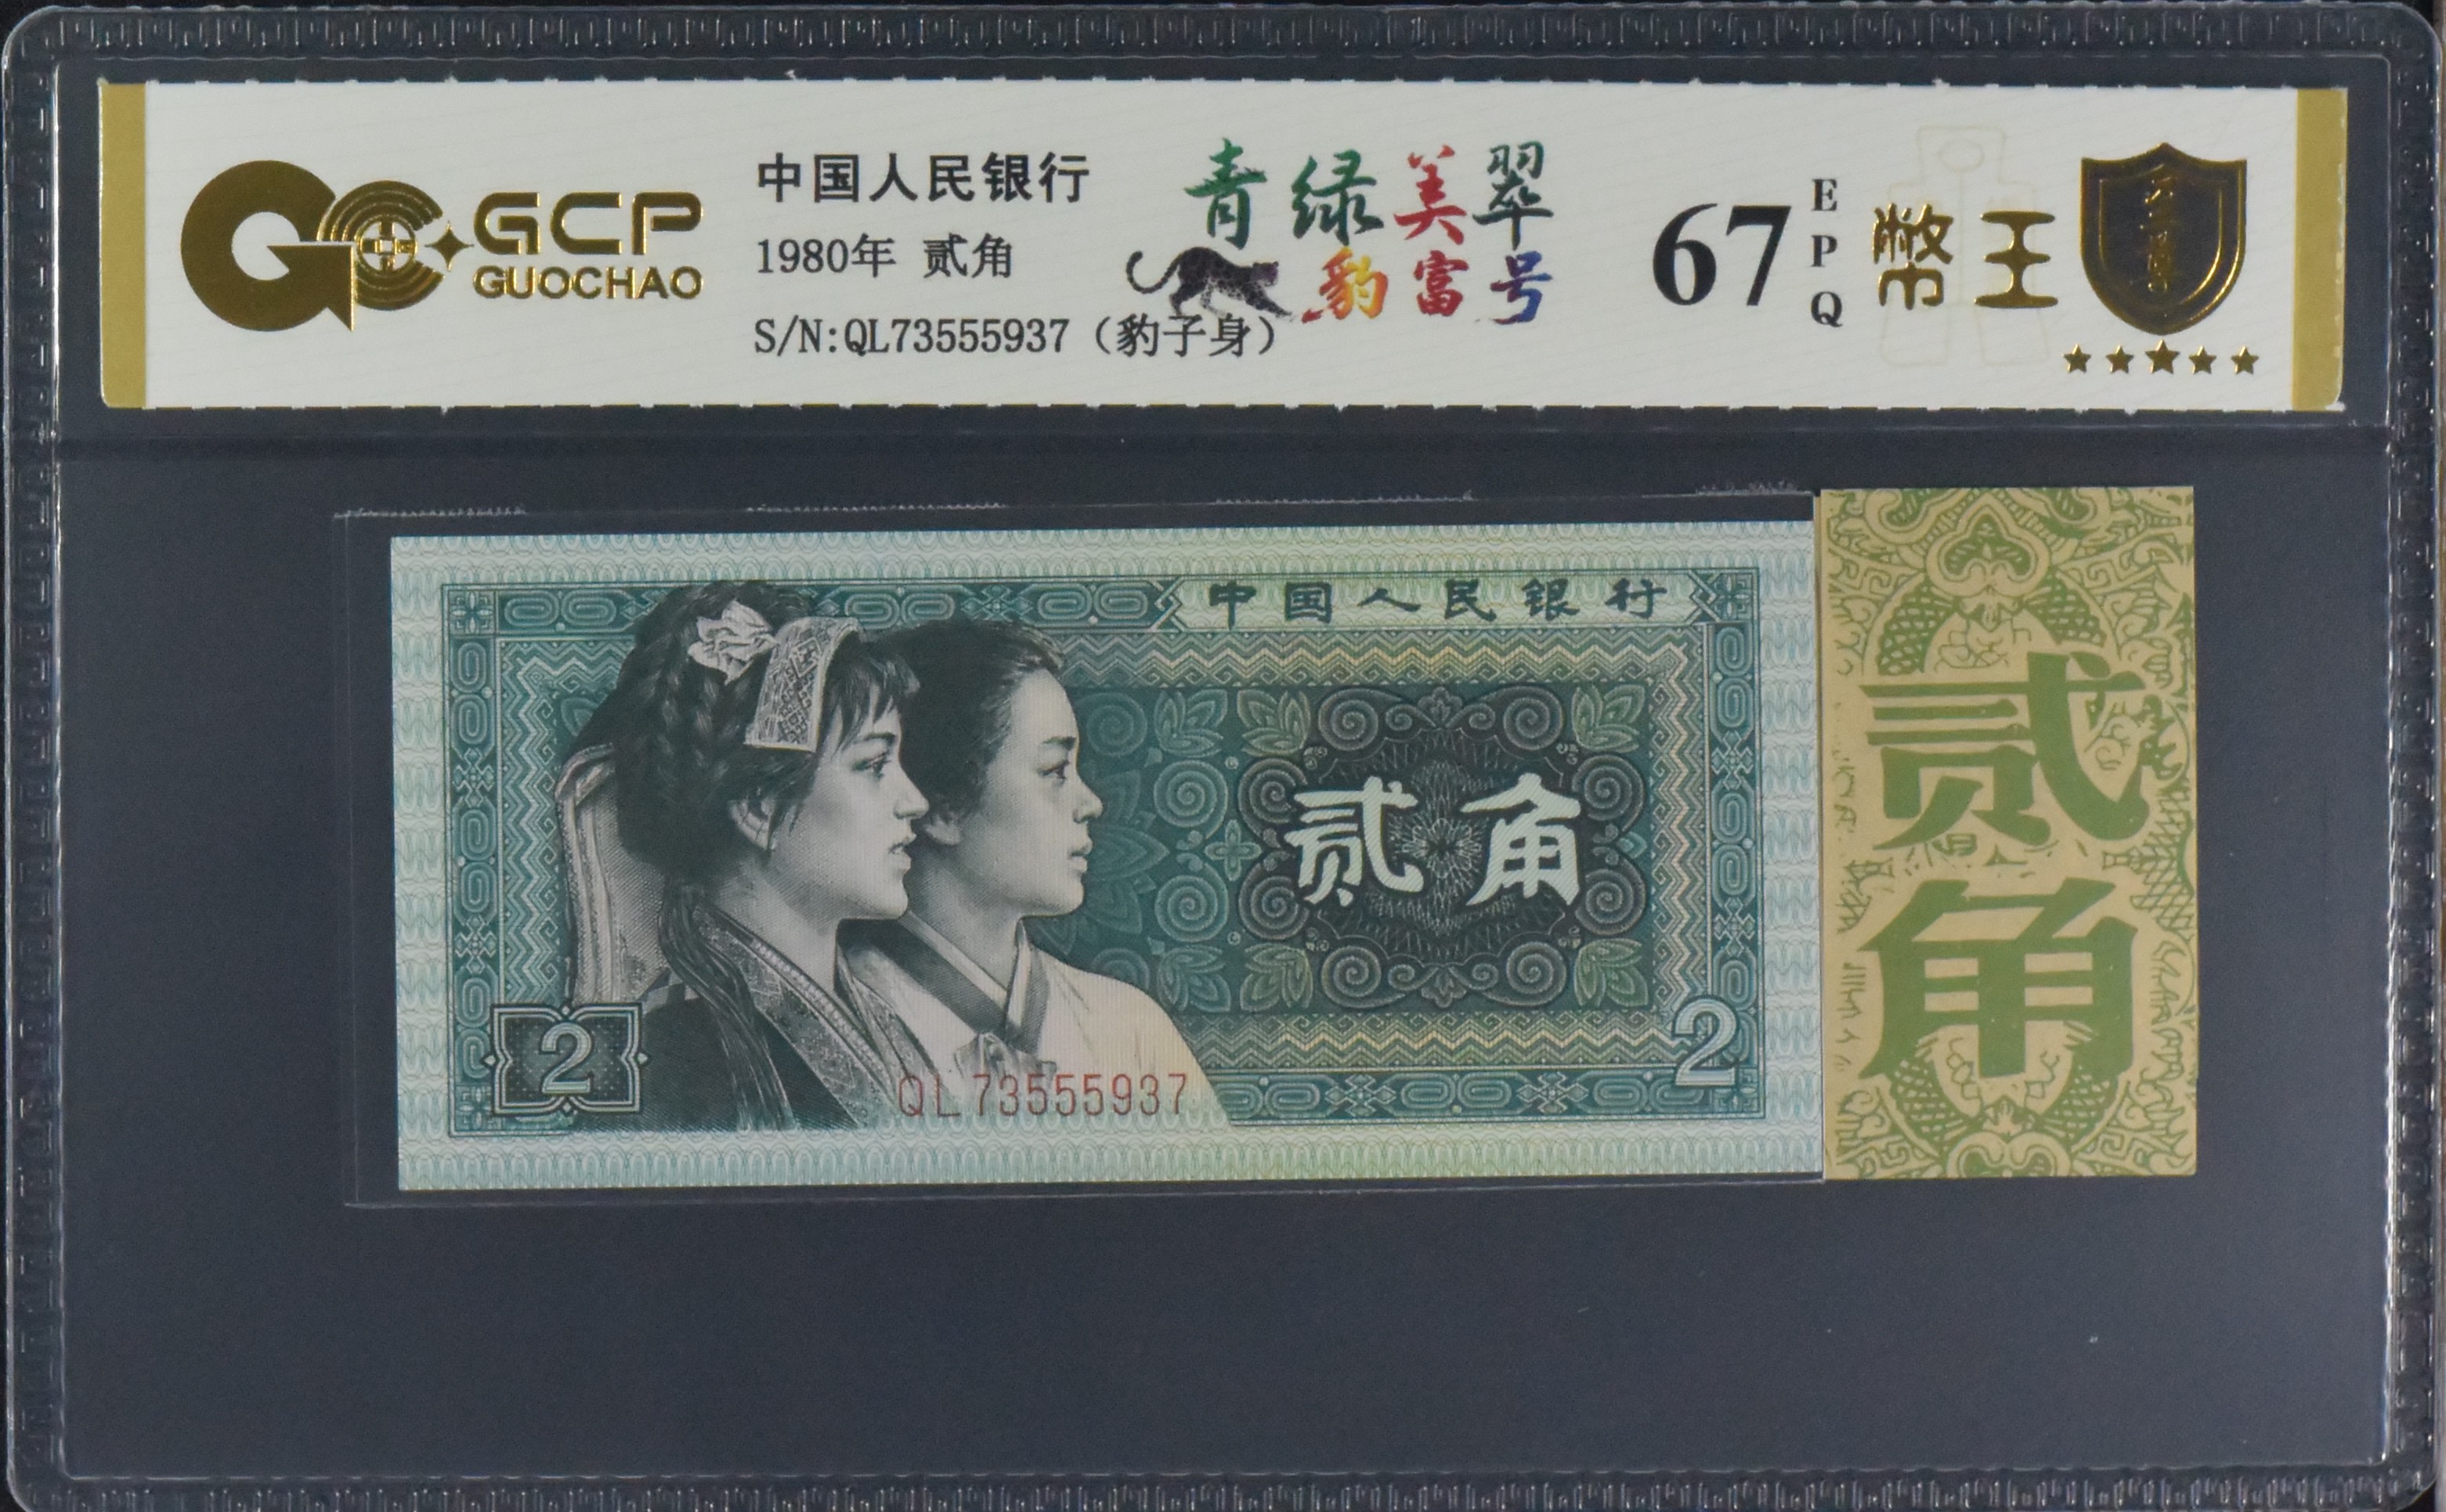 GCP
GUOCHAO
中国人民银行
1980年 贰角
S/N:QL73555937（豹子身）
青绿美翠
豹富号
67
EPQ
幣王
中国人民银行
贰角
2
QL73555937
2
贰角